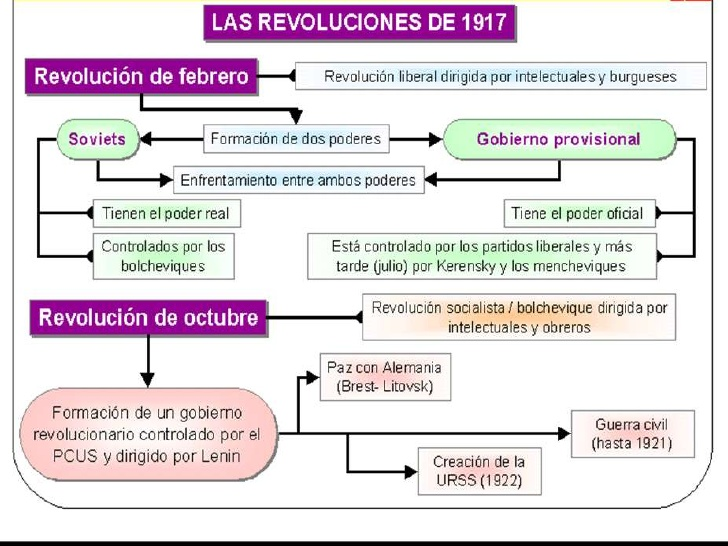 LAS REVOLUCIONES DE 1917
Revolución de febrero
Revolución liberal dirigida por intelectuales y burgueses
Soviets
Formación de dos poderes
Gobierno provisional
Enfrentamiento entre ambos poderes
Tienen el poder real
Tiene el poder oficial
Controlados por los
bolcheviques
Está controlado por los partidos liberales y más
tarde (julio) por Kerensky y los mencheviques
Revolución de octubre
Revolución socialista / bolchevique dirigida por
intelectuales y obreros
Paz con Alemania
(Brest- Litovsk)
Formación de un gobierno
revolucionario controlado por el
PCUS y dirigido por Lenin
Guerra civil
(hasta 1921)
Creación de la
URSS (1922)